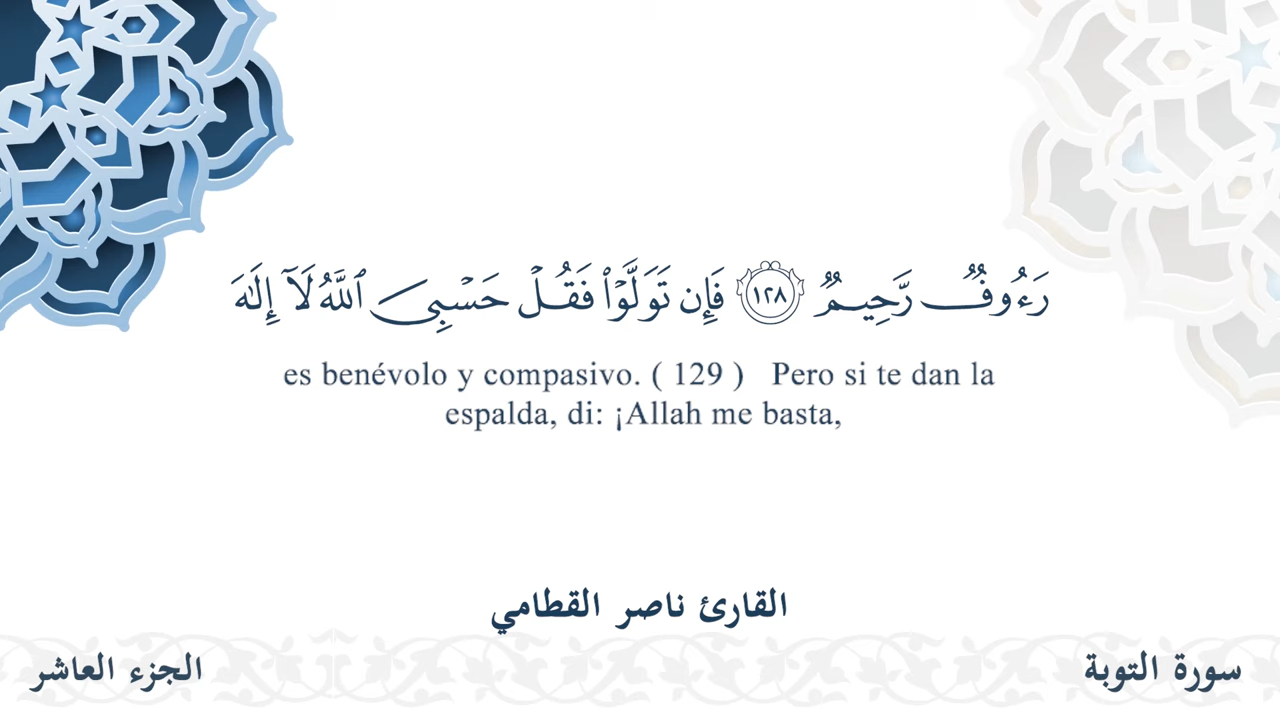 رَءُوفٌ رَّحِيمٌ ١٢٨ فَإِن تَوَلَّوْا۟ فَقُلْ حَسْبِىَ ٱللَّهُ لَآ إِلَٰهَ
es benévolo y compasivo. ( 129 ) Pero si te dan la
espalda, di: ¡Allah me basta,
القارئ ناصر القطامي
سورة التوبة
الجزء العاشر